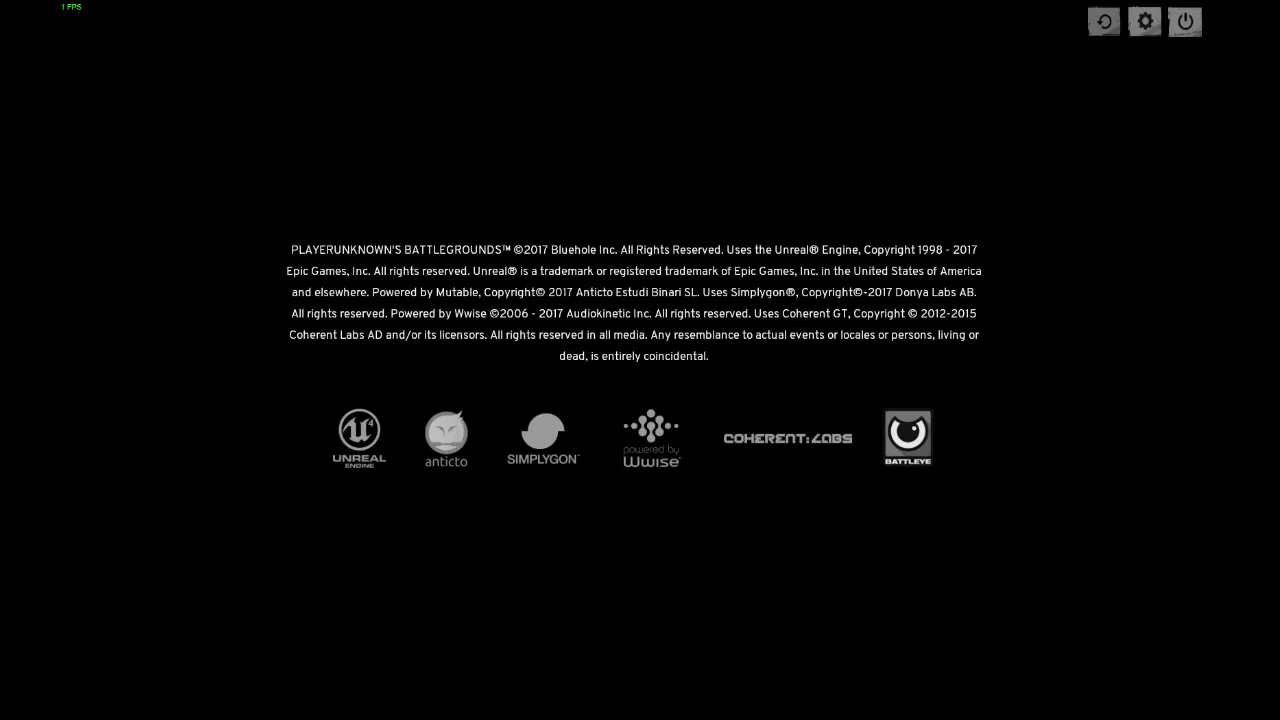 1 FPS
PLAYERUNKNOWN'S BATTLEGROUNDS™ ©2017 Bluehole Inc. All Rights Reserved. Uses the Unreal® Engine, Copyright 1998 - 2017
Epic Games, Inc. All rights reserved. Unreal® is a trademark or registered trademark of Epic Games, Inc. in the United States of America
and elsewhere. Powered by Mutable, Copyright© 2017 Anticto Estudi Binari SL. Uses Simplygon®, Copyright©-2017 Donya Labs AB.
All rights reserved. Powered by Wwise ©2006 - 2017 Audiokinetic Inc. All rights reserved. Uses Coherent GT, Copyright © 2012-2015
Coherent Labs AD and/or its licensors. All rights reserved in all media. Any resemblance to actual events or locales or persons, living or
dead, is entirely coincidental.
U4
UNREAL
ENGINE
anticto
SIMPLYGON™
powered by
Wwise™
COHERENT:LABS
BATTLEYE